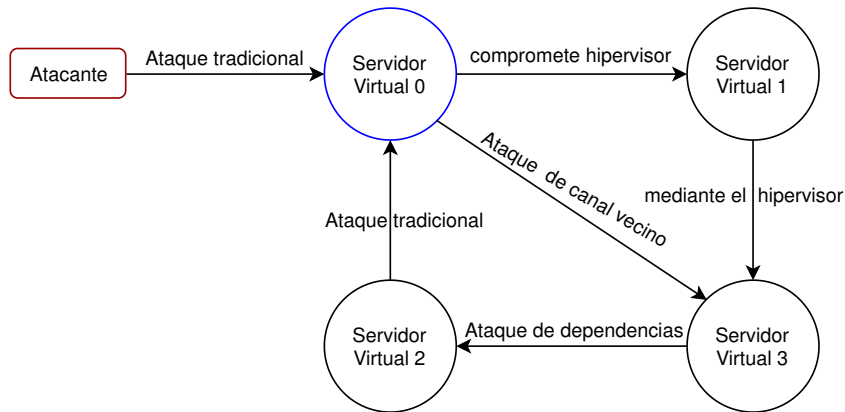 Atacante
Ataque tradicional
Servidor
Virtual 0
compromete hipervisor
Servidor
Virtual 1
Ataque de canal vecino
mediante el hipervisor
Ataque tradicional
Servidor
Virtual 2
Ataque de dependencias
Servidor
Virtual 3